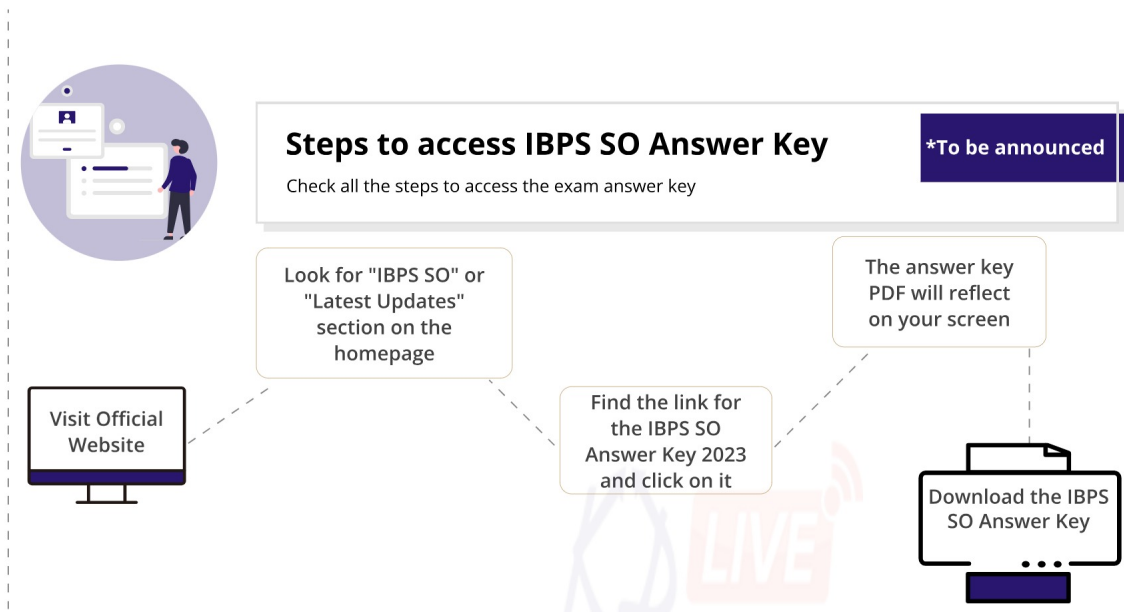 Steps to access IBPS SO Answer Key
*To be announced
Check all the steps to access the exam answer key
Visit Official
Website
Look for "IBPS SO" or
"Latest Updates"
section on the
homepage
Find the link for
the IBPS SO
Answer Key 2023
and click on it
The answer key
PDF will reflect
on your screen
Download the IBPS
SO Answer Key
LIVE